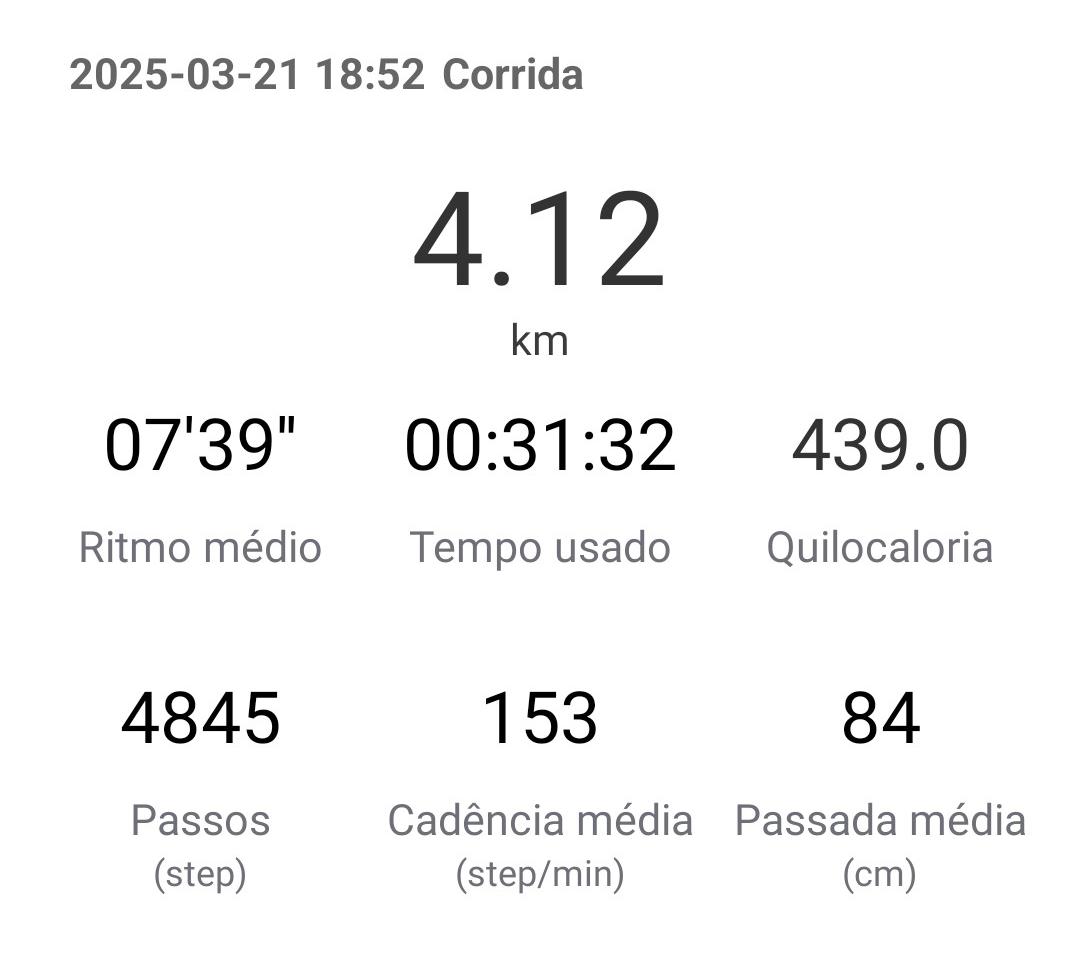 2025-03-21 18:52 Corrida
4.12
km
07'39" 00:31:32 439.0
Ritmo médio Tempo usado Quilocaloria
4845 153 84
Passos Cadência média Passada média
(step) (step/min) (cm)